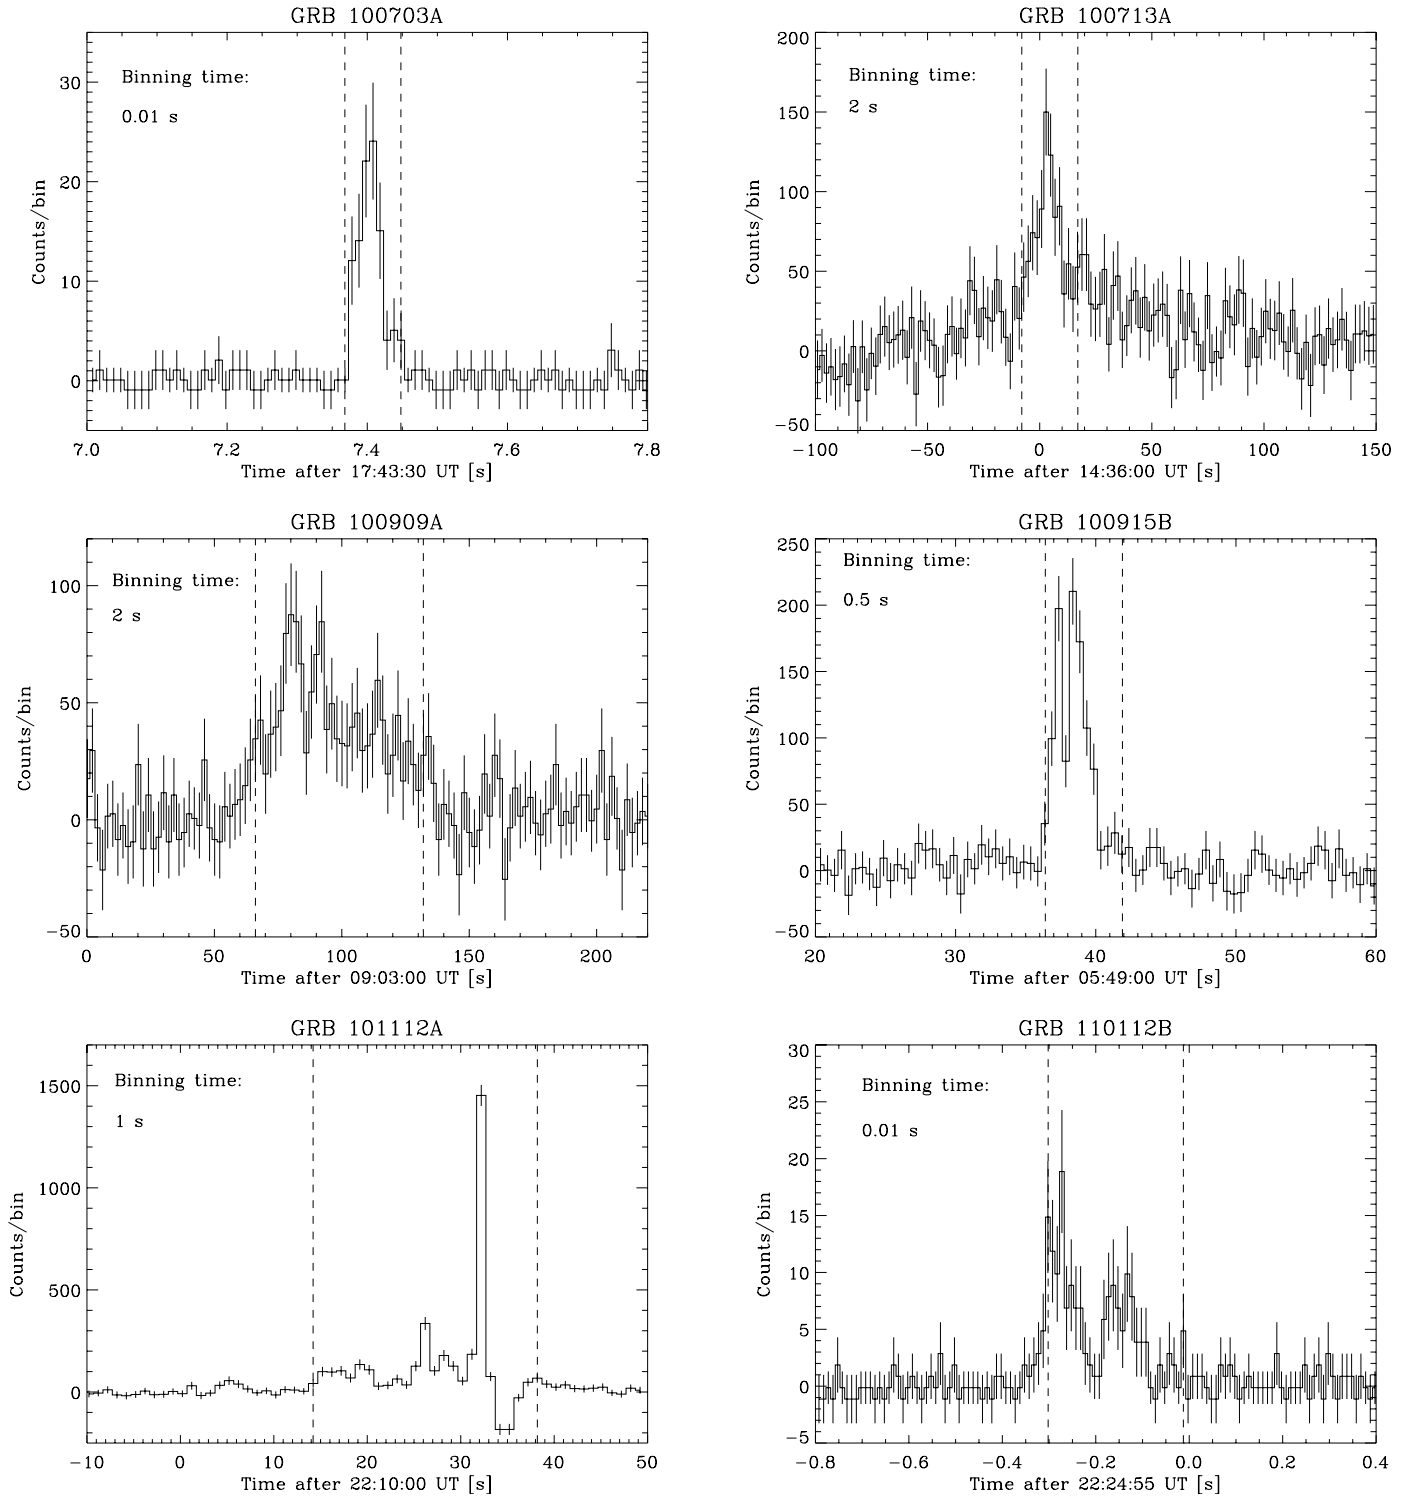 GRB 100703A
Binning time:
0.01 s
30
20
10
0
Counts/bin
7.0 7.2 7.4 7.6 7.8
Time after 17:43:30 UT [s]
GRB 100713A
Binning time:
2 s
200
150
100
50
0
−50
Counts/bin
−100 −50 0 50 100 150
Time after 14:36:00 UT [s]
GRB 100909A
Binning time:
2 s
100
50
0
−50
Counts/bin
0 50 100 150 200
Time after 09:03:00 UT [s]
GRB 100915B
Binning time:
0.5 s
250
200
150
100
50
0
−50
Counts/bin
20 30 40 50 60
Time after 05:49:00 UT [s]
GRB 101112A
Binning time:
1 s
1500
1000
500
0
Counts/bin
−10 0 10 20 30 40 50
Time after 22:10:00 UT [s]
GRB 110112B
Binning time:
0.01 s
30
25
20
15
10
5
0
−5
Counts/bin
−0.8 −0.6 −0.4 −0.2 0.0 0.2 0.4
Time after 22:24:55 UT [s]